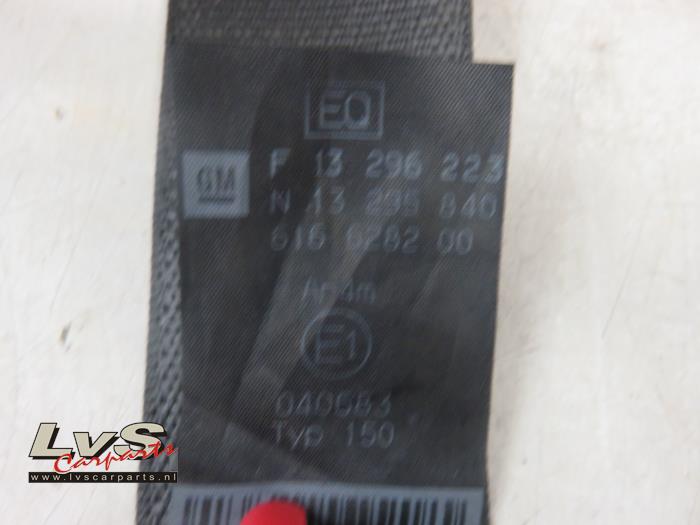 EQ
GM
F 13 296 223
N 13 295 840
616 6282 00
Ar4m
E1
040683
Typ 150
LvS
Carparts
www.lvscarparts.nl